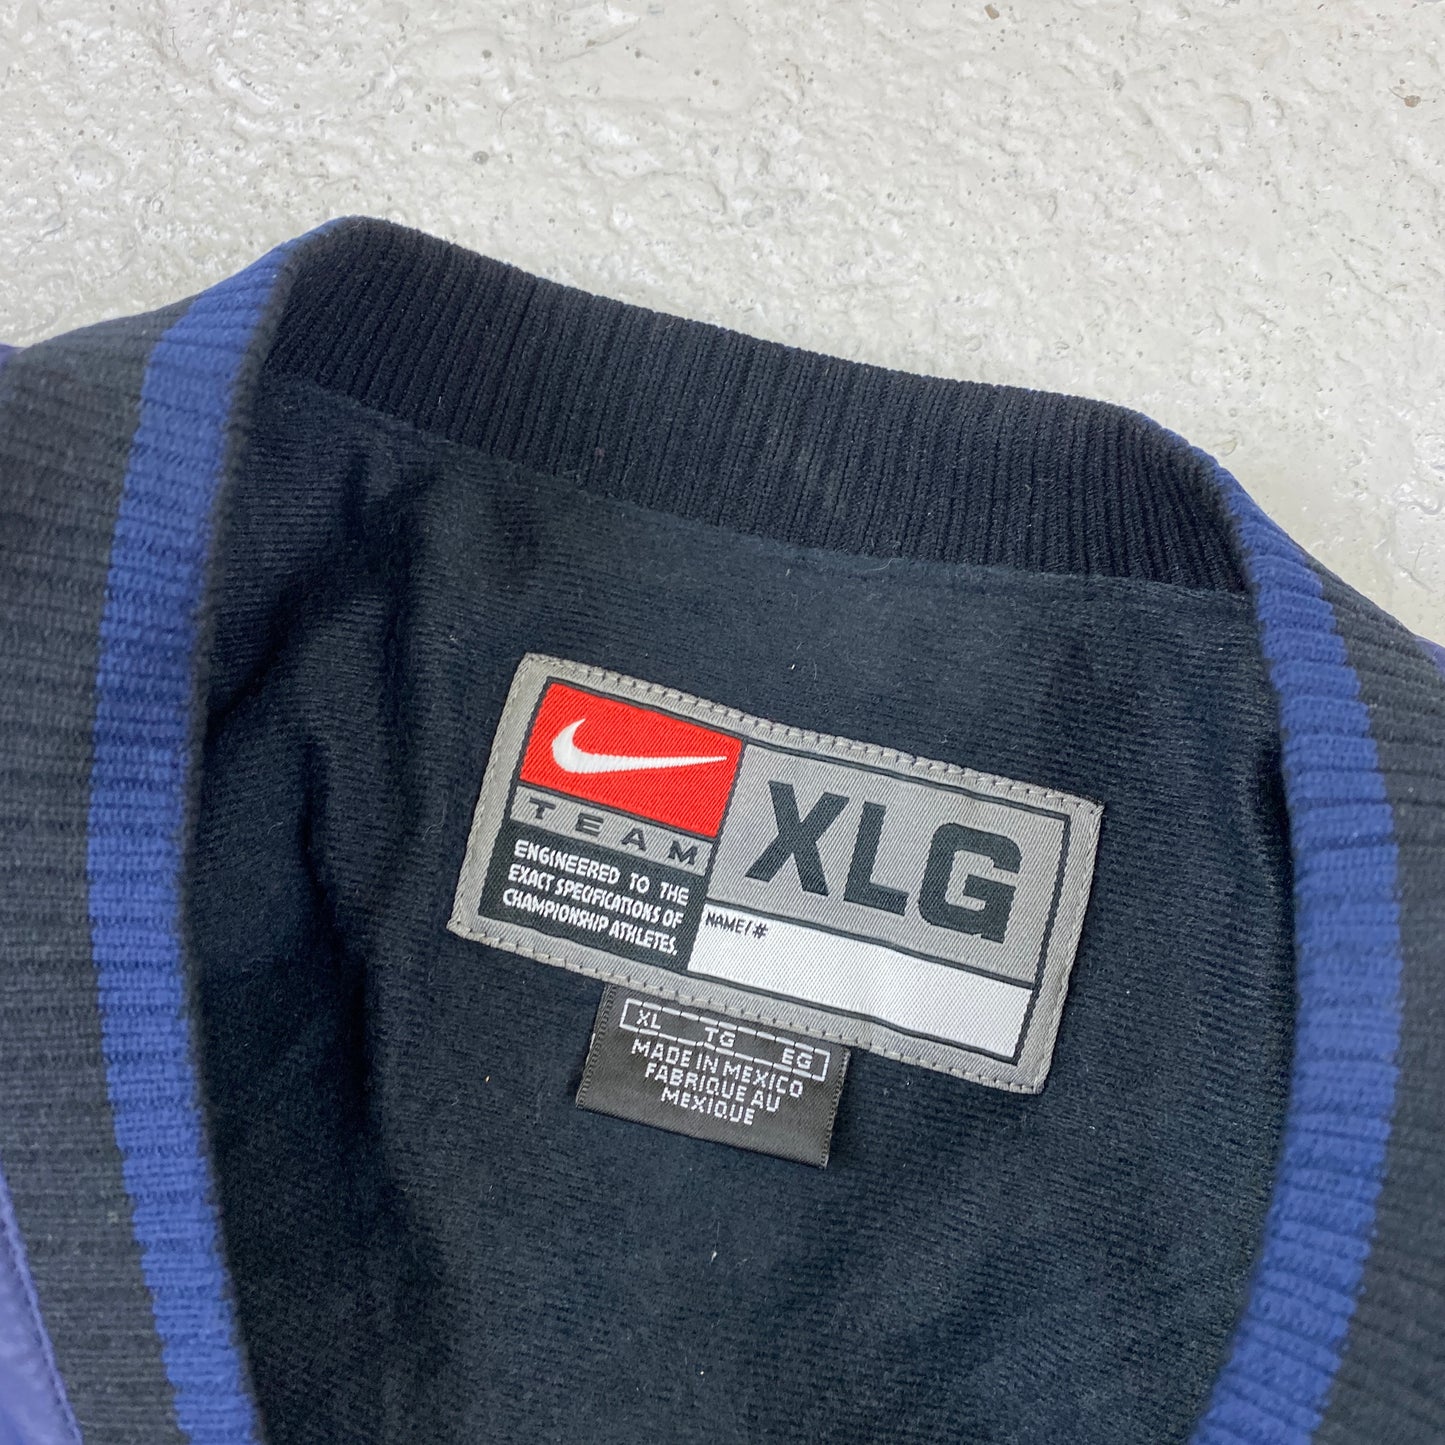 TEAM
ENGINEERED TO THE
EXACT SPECIFICATIONS OF
CHAMPIONSHIP ATHLETES.
XLG
NAME/#
XL TG EG
MADE IN MEXICO
FABRIQUE AU
MEXIQUE